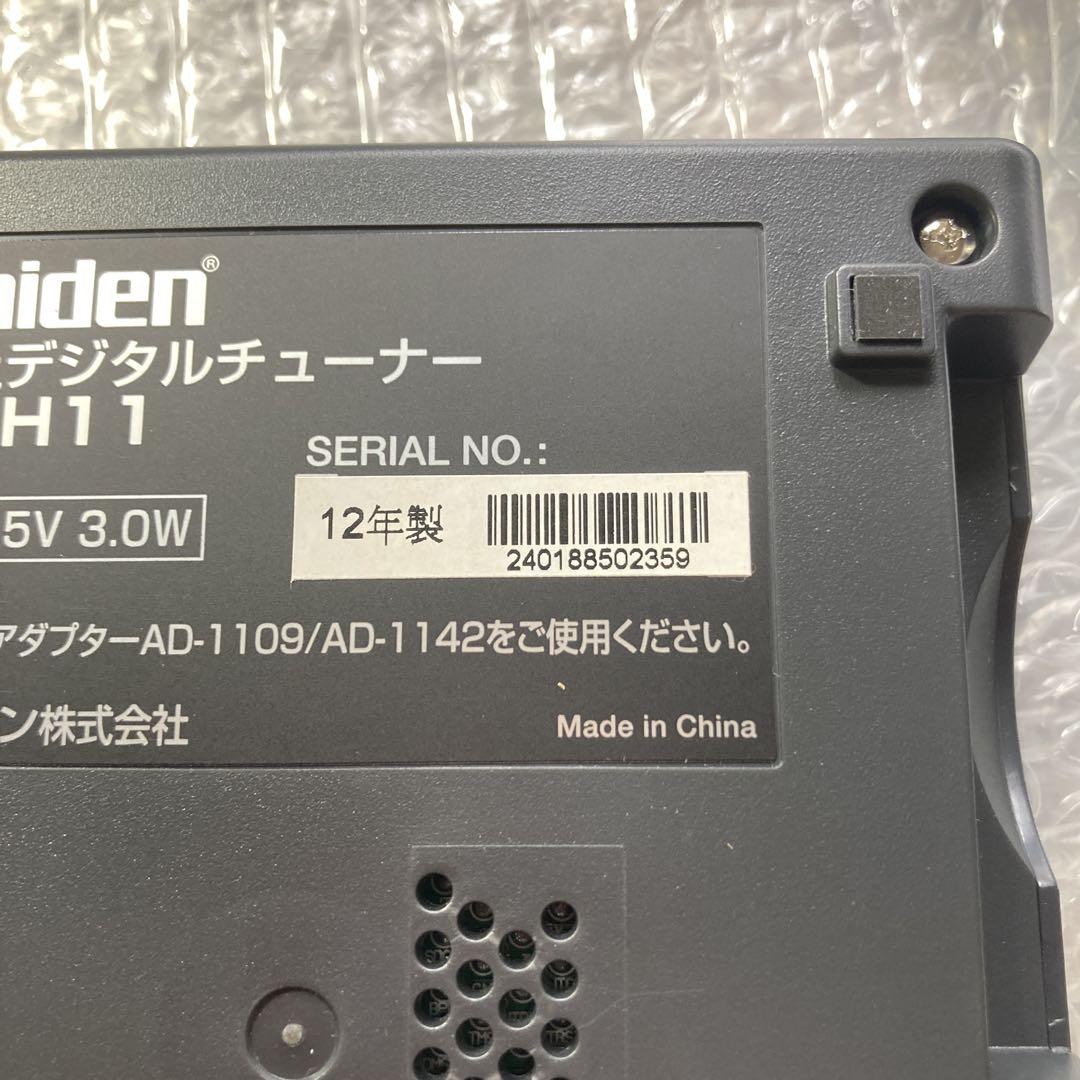 niden®
デジタルチューナー
H11
SERIAL NO.:
5V 3.0W
12年製
240188502359
アダプターAD-1109/AD-1142をご使用ください。
ン株式会社
Made in China